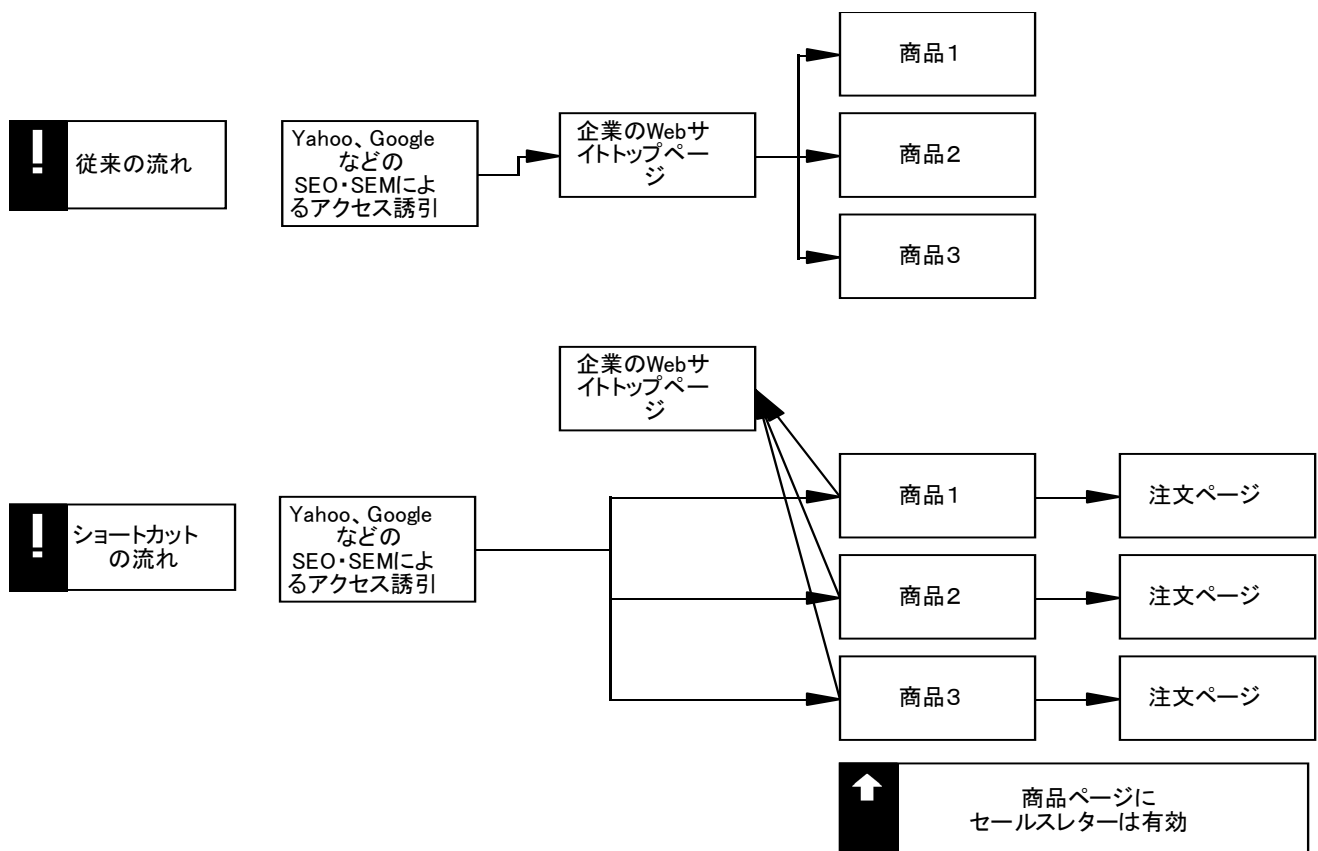 従来の流れ
Yahoo、Google
などの
SEO・SEMによ
るアクセス誘引
企業のWebサ
イトトップペー
ジ
商品1
商品2
商品3
企業のWebサ
イトトップペー
ジ
ショートカット
の流れ
Yahoo、Google
などの
SEO・SEMによ
るアクセス誘引
商品1
注文ページ
商品2
注文ページ
商品3
注文ページ
商品ページに
セールスレターは有効